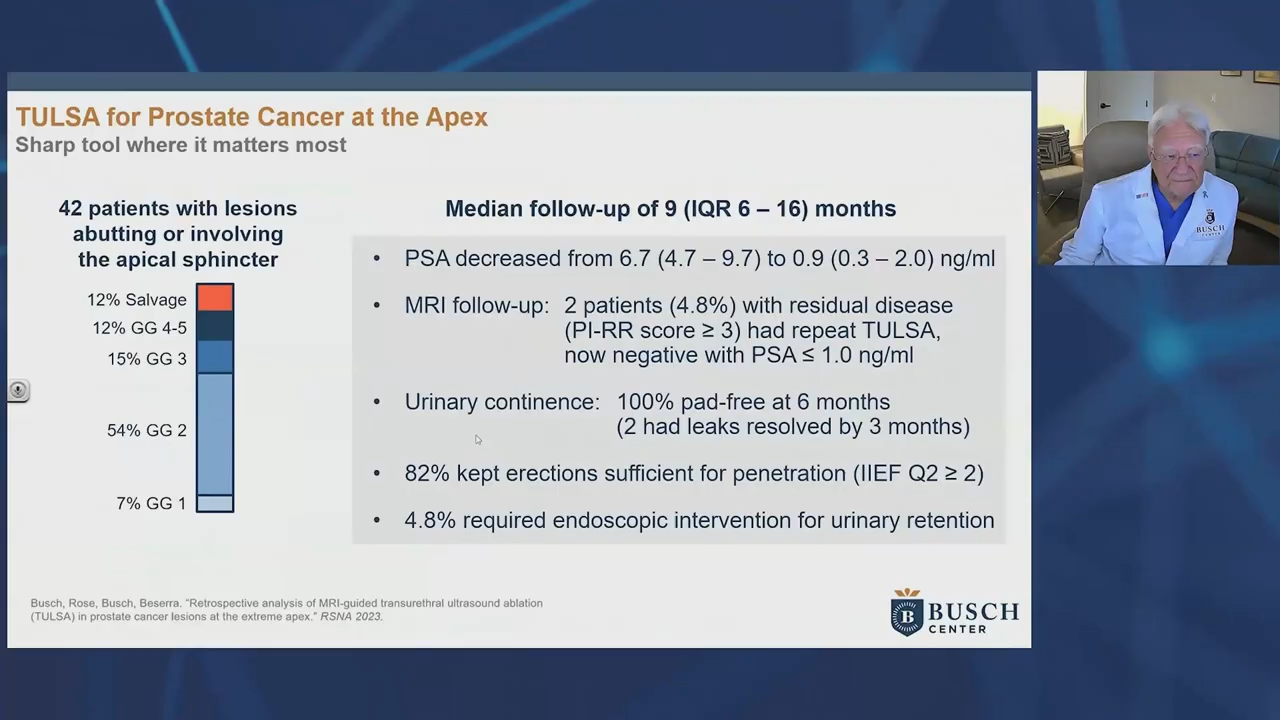 TULSA for Prostate Cancer at the Apex
Sharp tool where it matters most
42 patients with lesions
abutting or involving
the apical sphincter
12% Salvage
12% GG 4-5
15% GG 3
54% GG 2
7% GG 1
Median follow-up of 9 (IQR 6 – 16) months
• PSA decreased from 6.7 (4.7 – 9.7) to 0.9 (0.3 – 2.0) ng/ml
• MRI follow-up: 2 patients (4.8%) with residual disease
(PI-RR score ≥ 3) had repeat TULSA,
now negative with PSA ≤ 1.0 ng/ml
• Urinary continence: 100% pad-free at 6 months
(2 had leaks resolved by 3 months)
• 82% kept erections sufficient for penetration (IIEF Q2 ≥ 2)
• 4.8% required endoscopic intervention for urinary retention
Busch, Rose, Busch, Beserra. “Retrospective analysis of MRI-guided transurethral ultrasound ablation
(TULSA) in prostate cancer lesions at the extreme apex.” RSNA 2023.
B
BUSCH
CENTER
BUSCH
CENTER